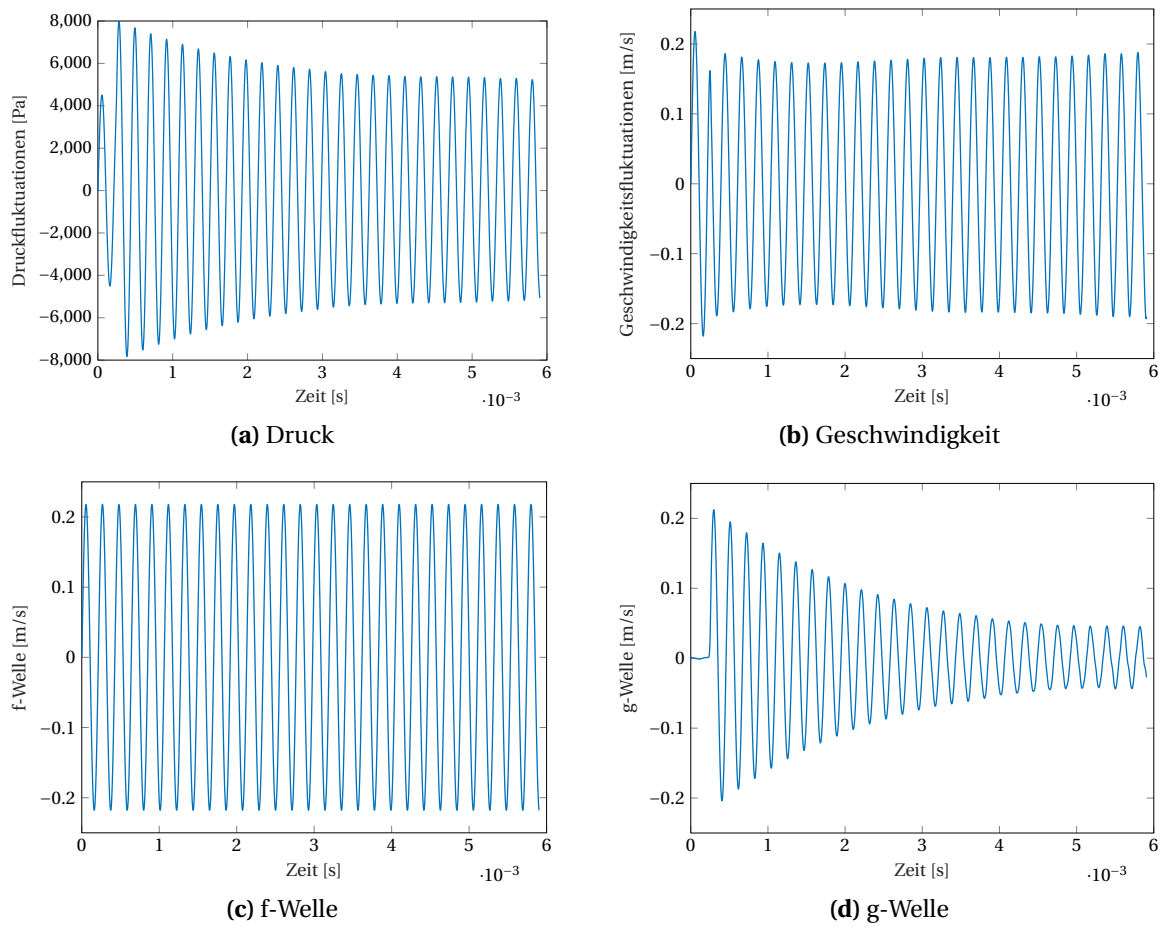 8,000
6,000
4,000
2,000
0
−2,000
−4,000
−6,000
−8,000
Druckfluktuationen [Pa]
0 1 2 3 4 5 6
Zeit [s]
·10−3
(a) Druck
0.2
0.1
0
−0.1
−0.2
Geschwindigkeitsfluktuationen [m/s]
0 1 2 3 4 5 6
Zeit [s]
·10−3
(b) Geschwindigkeit
0.2
0.1
0
−0.1
−0.2
f-Welle [m/s]
0 1 2 3 4 5 6
Zeit [s]
·10−3
(c) f-Welle
0.2
0.1
0
−0.1
−0.2
g-Welle [m/s]
0 1 2 3 4 5 6
Zeit [s]
·10−3
(d) g-Welle